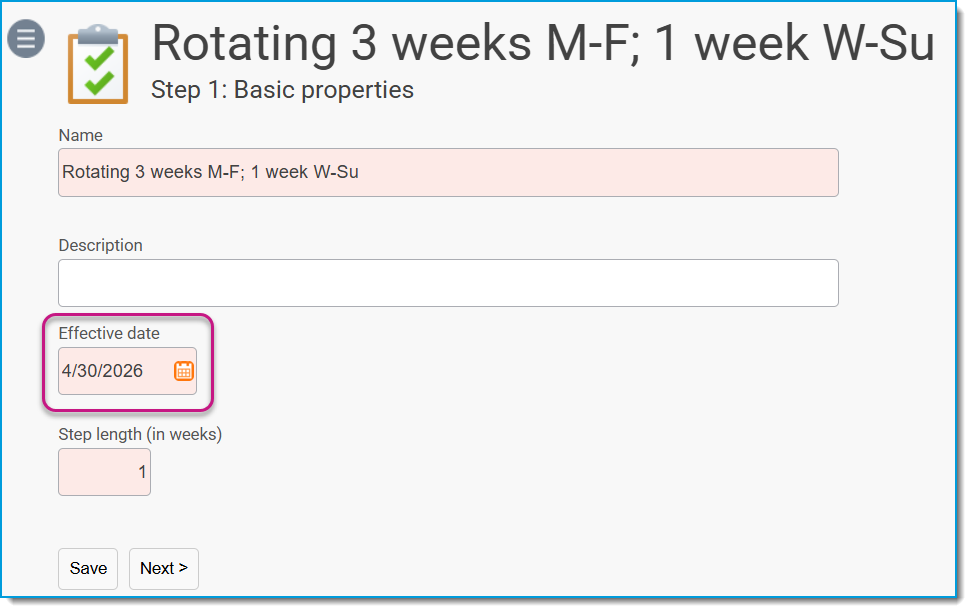 Rotating 3 weeks M-F; 1 week W-Su
Step 1: Basic properties
Name
Rotating 3 weeks M-F; 1 week W-Su
Description
Effective date
4/30/2026
Step length (in weeks)
1
Save
Next >